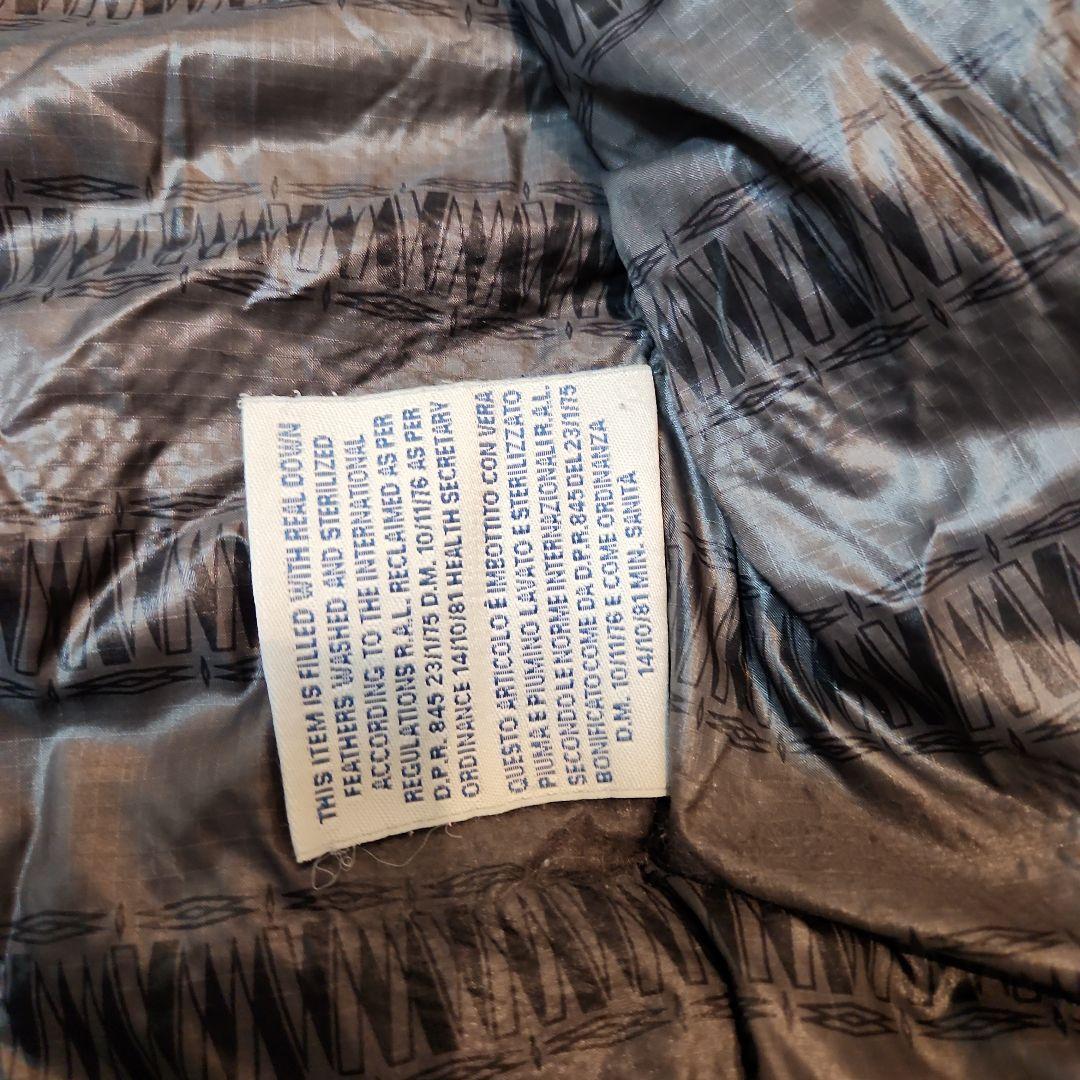 THIS ITEM IS FILLED WITH REAL DOWN
FEATHERS WASHED AND STERILIZED
ACCORDING TO THE INTERNATIONAL
REGULATIONS R.A.L. RECLAIMED AS PER
D.P.R. 845 23/1/75 D.M. 10/11/76 AS PER
ORDINANCE 14/10/81 HEALTH SECRETARY
QUESTO ARTICOLO È IMBOTTITO CON VERA
PIUMA E PIUMINO LAVATO E STERILIZZATO
SECONDO LE NORME INTERNAZIONALI R.A.L.
BONIFICATO COME DA D.P.R. 845 DEL 23/1/75
D.M. 10/11/76 E COME ORDINANZA
14/10/81 MIN. SANITA